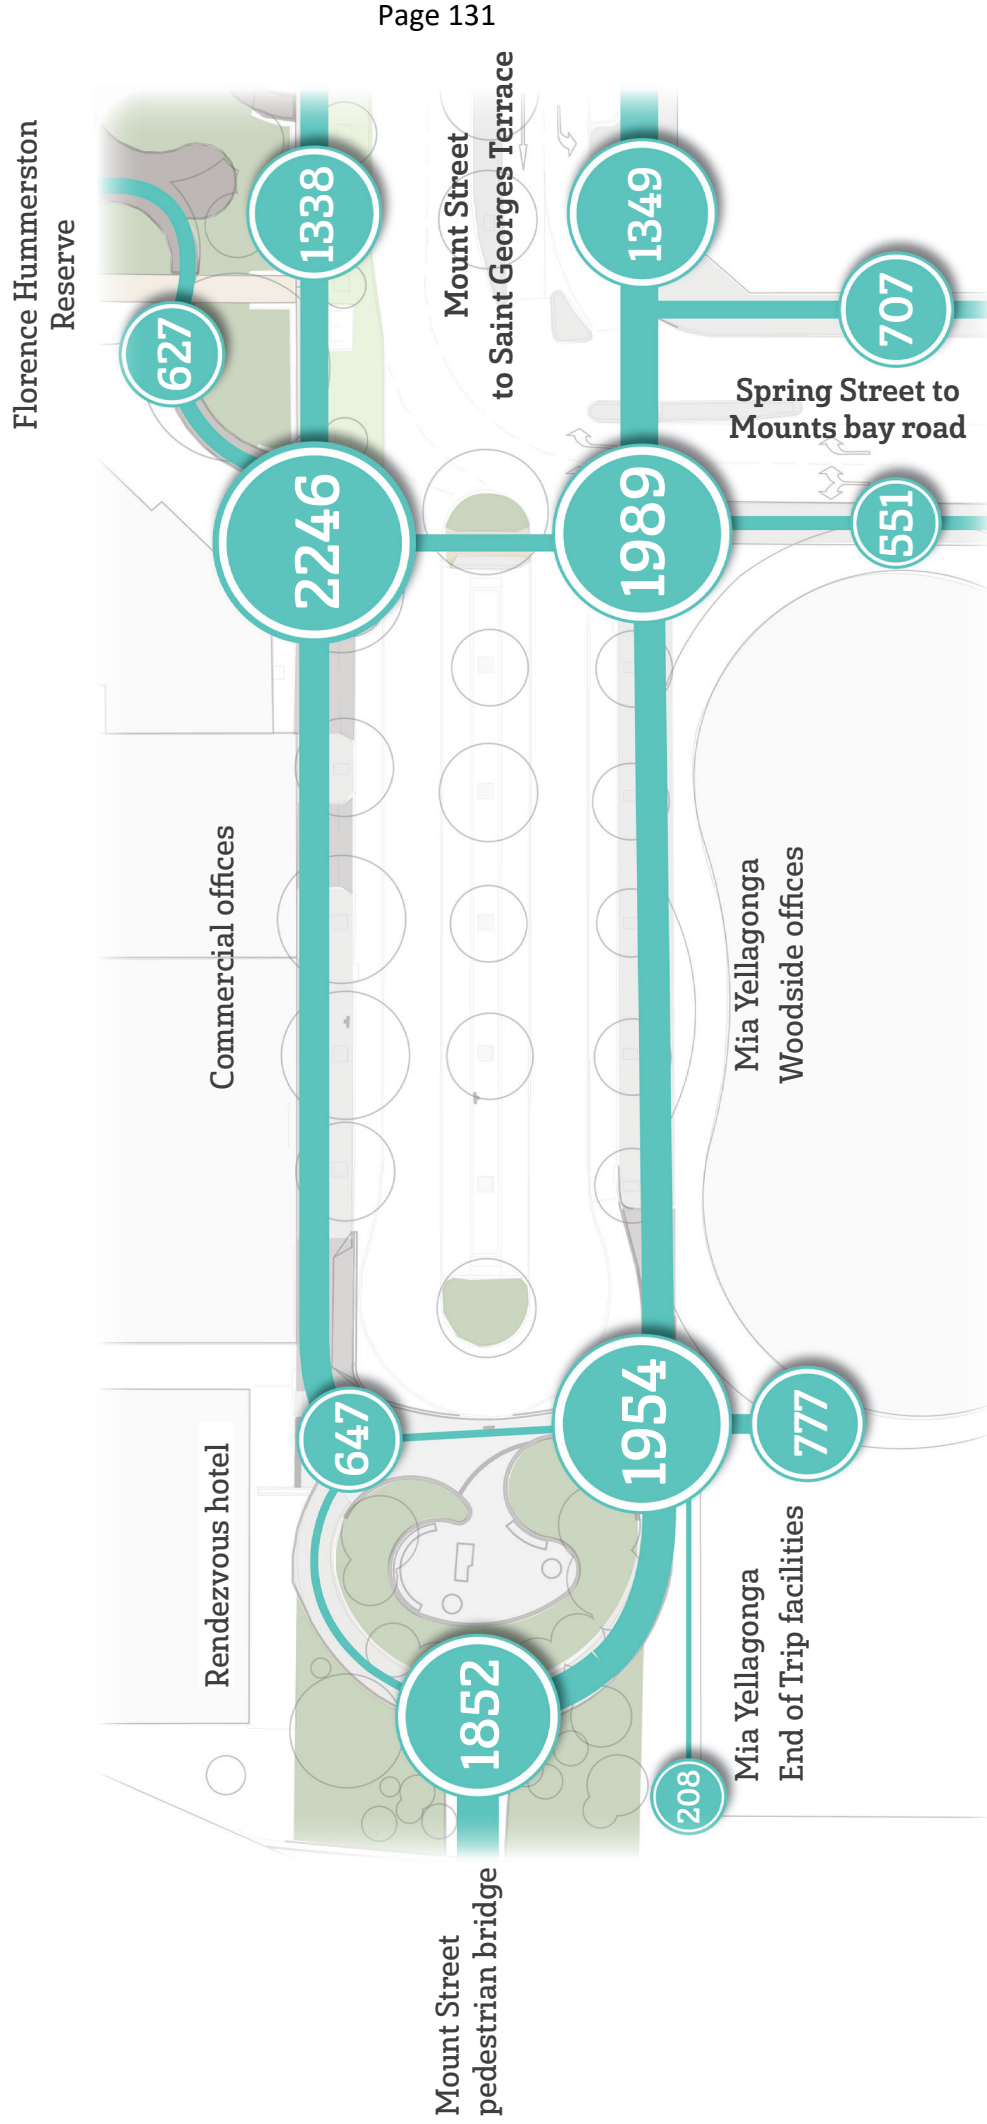 Page 131
Florence Hummerston
Reserve
Mount Street
to Saint Georges Terrace
Spring Street to
Mounts bay road
627
1338
1349
707
2246
1989
551
Commercial offices
Mia Yellagonga
Woodside offices
647
1954
777
Rendezvous hotel
Mia Yellagonga
End of Trip facilities
1852
208
Mount Street
pedestrian bridge